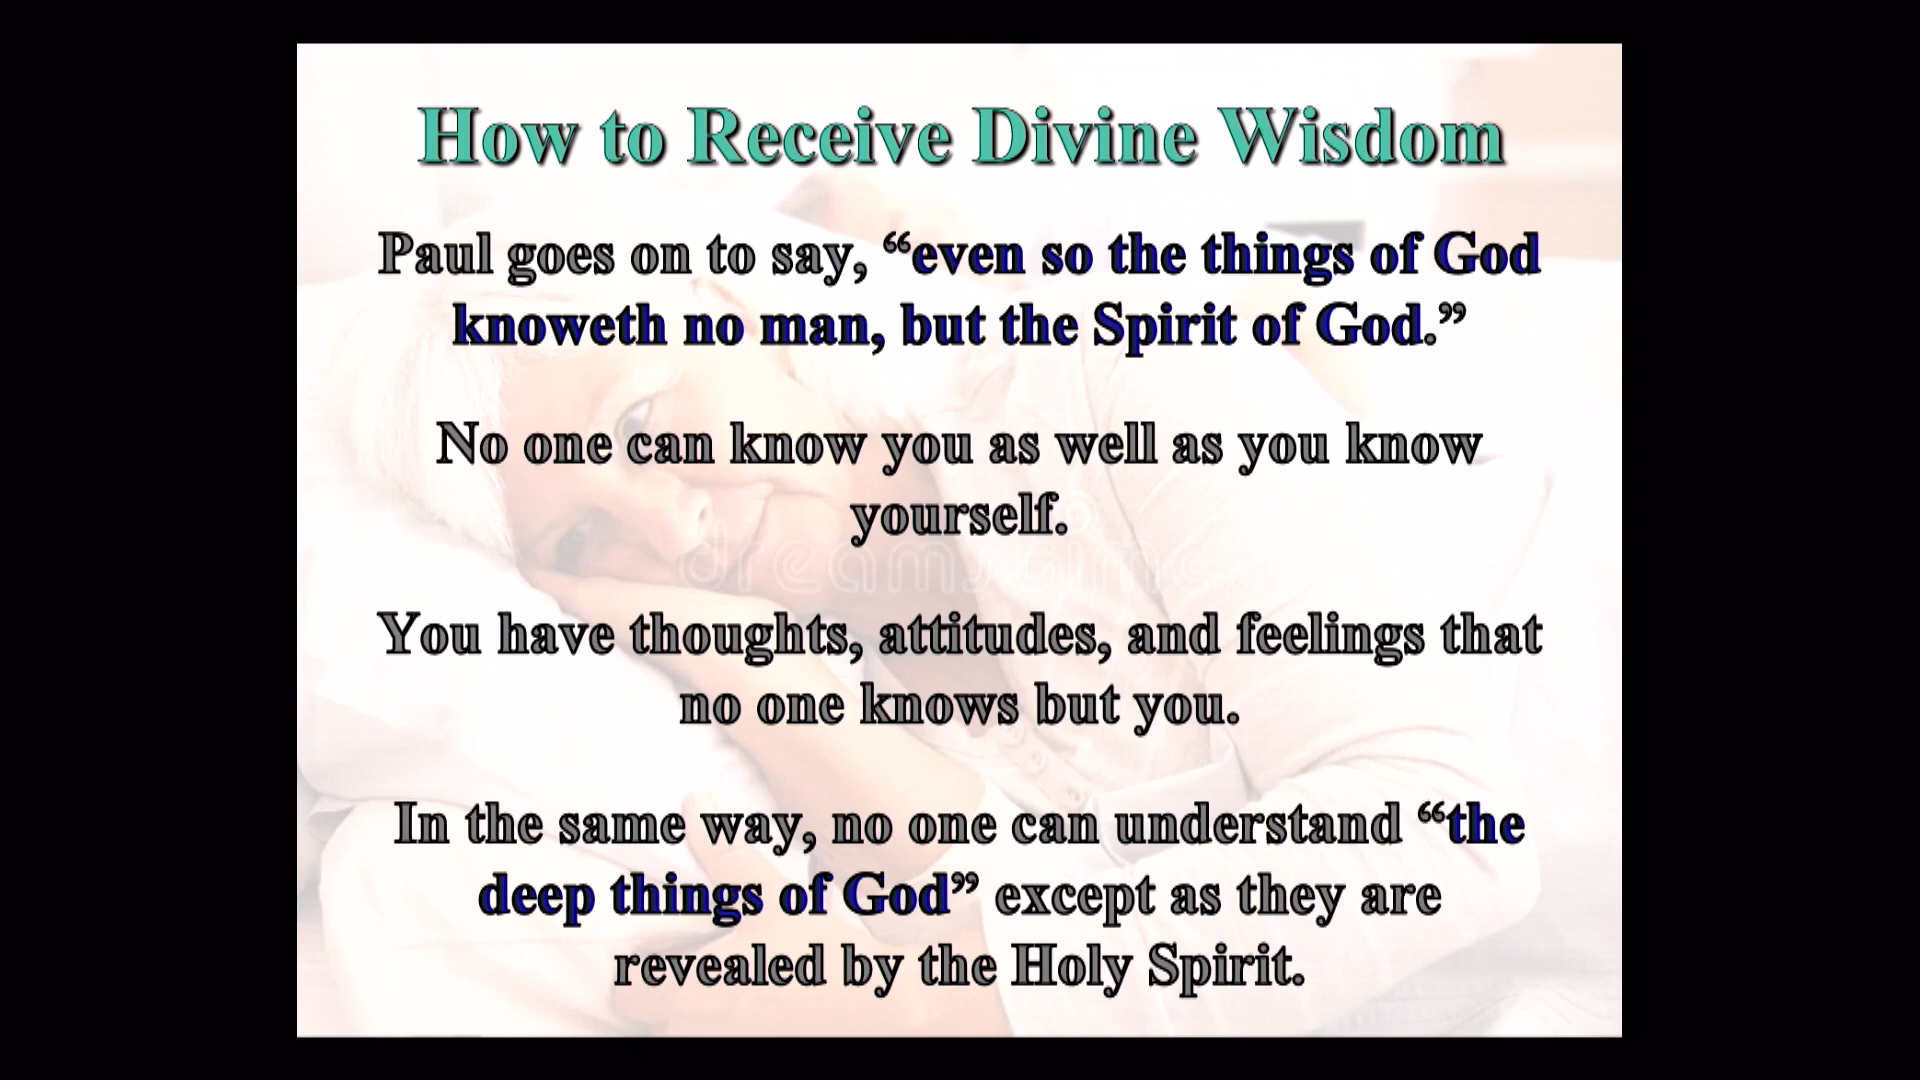 How to Receive Divine Wisdom
Paul goes on to say, “even so the things of God
knoweth no man, but the Spirit of God.”
No one can know you as well as you know
yourself.
dreamstime
You have thoughts, attitudes, and feelings that
no one knows but you.
In the same way, no one can understand “the
deep things of God” except as they are
revealed by the Holy Spirit.